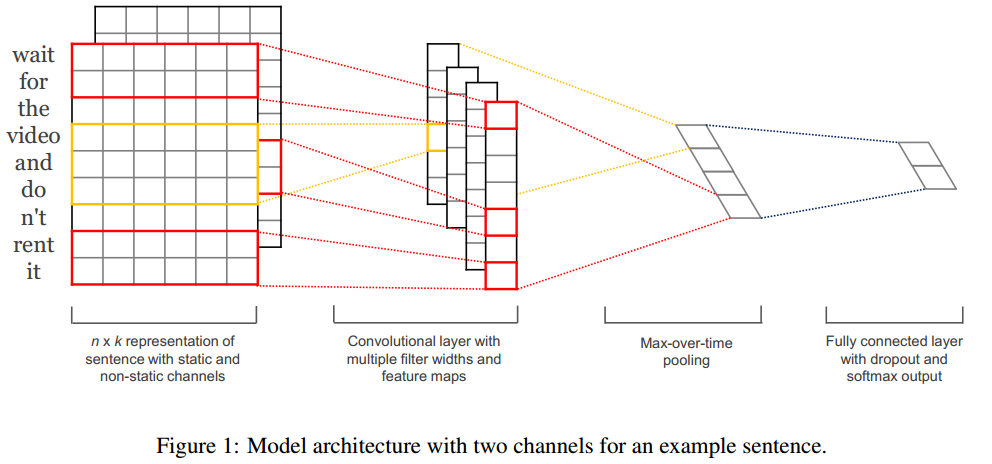 wait
for
the
video
and
do
n't
rent
it
n x k representation of
sentence with static and
non-static channels
Convolutional layer with
multiple filter widths and
feature maps
Max-over-time
pooling
Fully connected layer
with dropout and
softmax output
Figure 1: Model architecture with two channels for an example sentence.